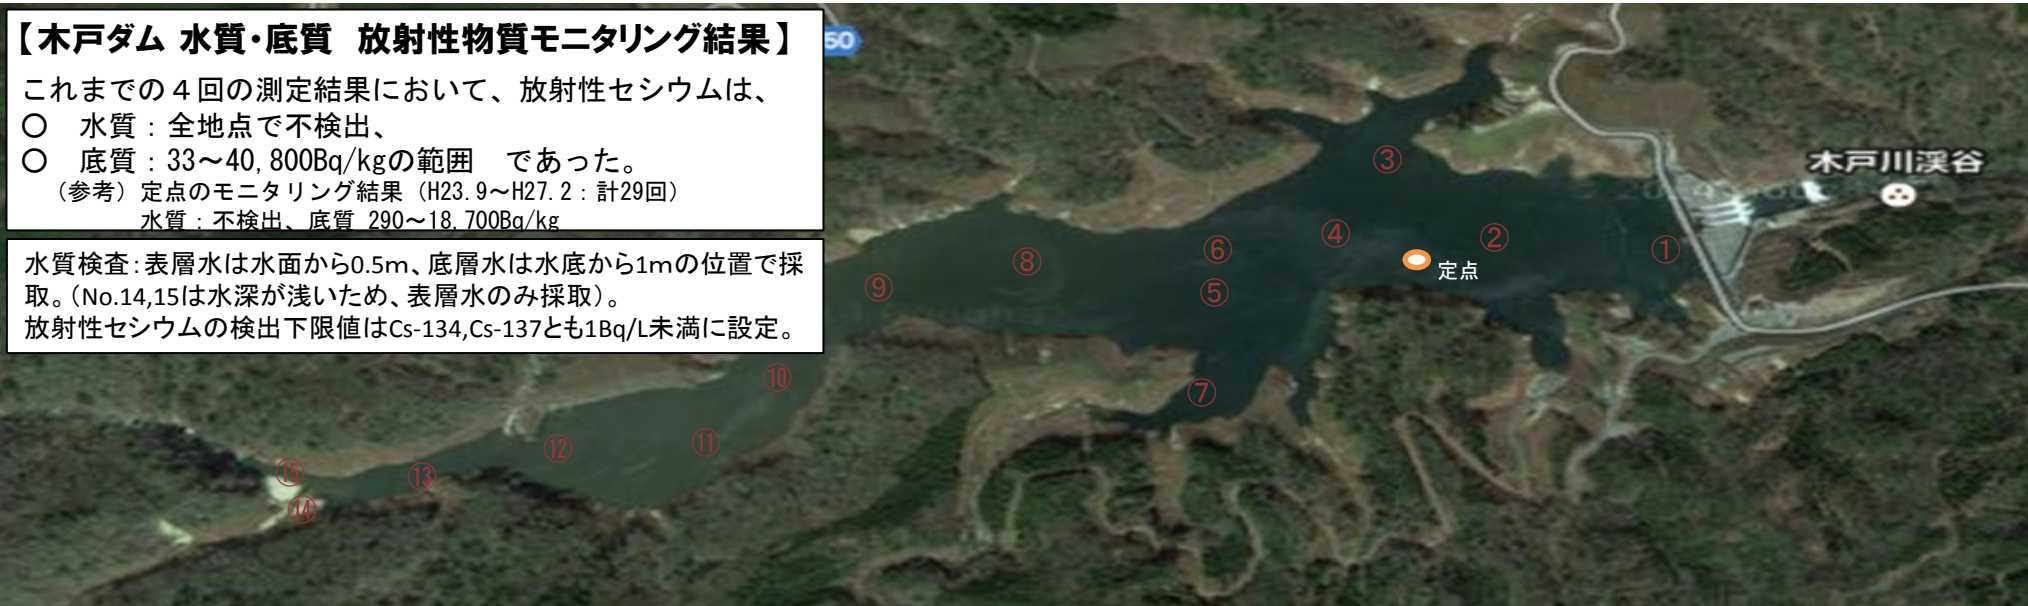 【木戸ダム 水質・底質 放射性物質モニタリング結果】
これまでの４回の測定結果において、放射性セシウムは、
○ 水質：全地点で不検出、
○ 底質：33～40,800Bq/kgの範囲 であった。
（参考）定点のモニタリング結果（H23.9～H27.2：計29回）
水質：不検出、底質 290～18,700Bq/kg
水質検査：表層水は水面から0.5m、底層水は水底から1mの位置で採
取。（No.14,15は水深が浅いため、表層水のみ採取）。
放射性セシウムの検出下限値はCs-134,Cs-137とも1Bq/L未満に設定。
50
木戸川渓谷
③
④
②
①
定点
⑥
⑤
⑧
⑨
⑦
⑩
⑪
⑫
⑬
⑮
⑭